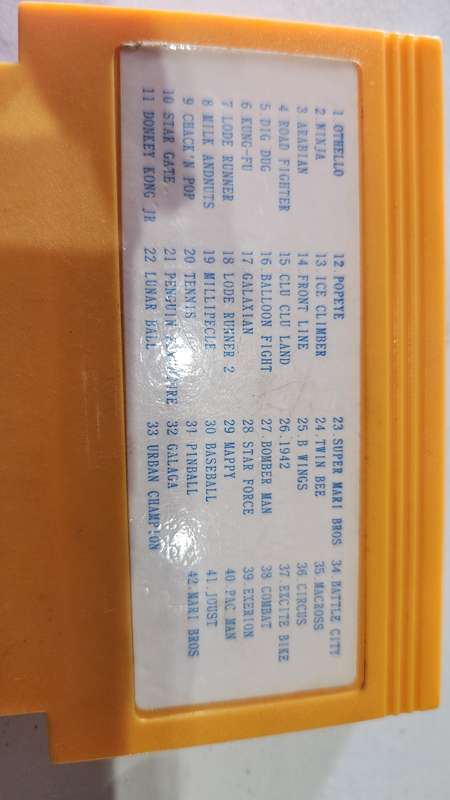 1 OTHELLO
2 NINJA
3 ARABIAN
4 ROAD FIGHTER
5 DIG DUG
6 KUNG-FU
7 LODE RUNNER
8 MILK ANDNUTS
9 CHACK'N POP
10 STAR GATE
11 DONKEY KONG JR
12 POPEYE
13 ICE CLIMBER
14 FRONT LINE
15 CLU CLU LAND
16 BALLOON FIGHT
17 GALAXIAN
18 LODE RUNNER 2
19 MILLIPECLE
20 TENNIS
21 PENGUIN
22 LUNAR BALL
23 SUPER MARI BROS
24.TWIN BEE
25.B WINGS
26.1942
27.BOMBER MAN
28 STAR FORCE
29 MAPPY
30 BASEBALL
31 PINBALL
32 GALAGA
33 URBAN CHAMPION
34 BATTLE CITY
35 MACROSS
36 CIRCUS
37.EXCITE BIKE
38 COMBAT
39.EXERION
40.PAC MAN
41.JOUST
42.MARI BROS